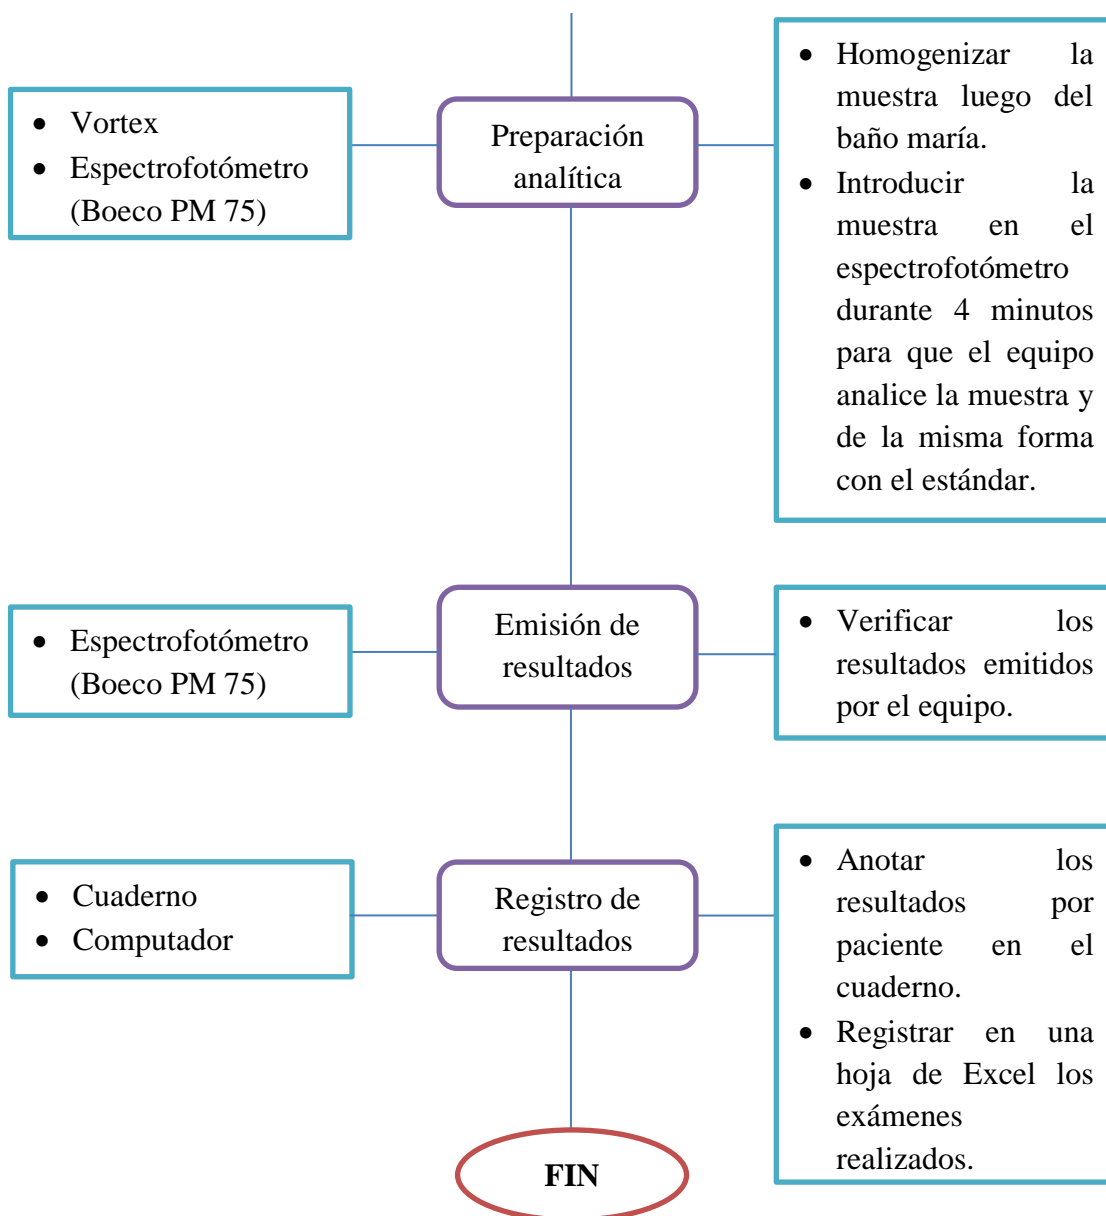 • Vortex
• Espectrofotómetro
(Boeco PM 75)
Preparación
analítica
• Homogenizar la
muestra luego del
baño maría.
• Introducir la
muestra en el
espectrofotómetro
durante 4 minutos
para que el equipo
analice la muestra y
de la misma forma
con el estándar.
• Espectrofotómetro
(Boeco PM 75)
Emisión de
resultados
• Verificar los
resultados emitidos
por el equipo.
• Cuaderno
• Computador
Registro de
resultados
• Anotar los
resultados por
paciente en el
cuaderno.
• Registrar en una
hoja de Excel los
exámenes
realizados.
FIN